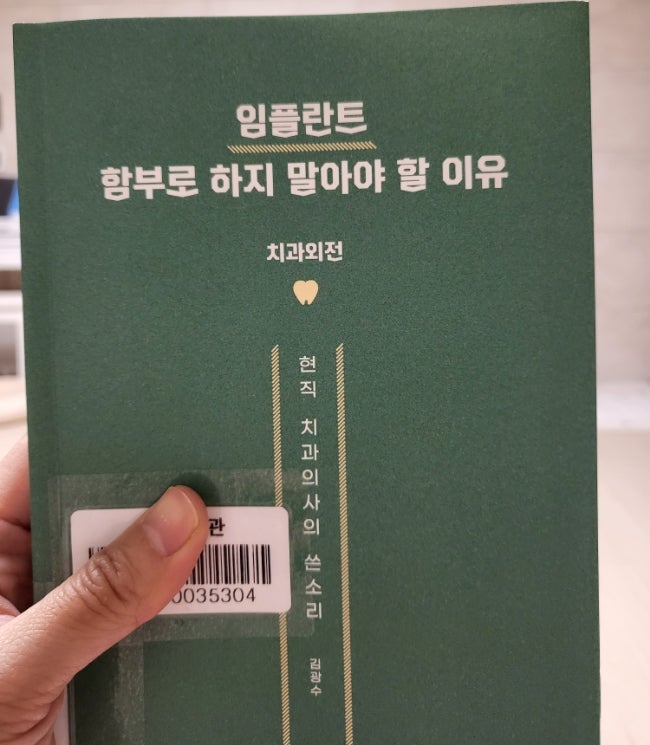 임플란트
함부로 하지 말아야 할 이유
치과외전
현직 치과의사의 쓴소리
김광수
관
0035304